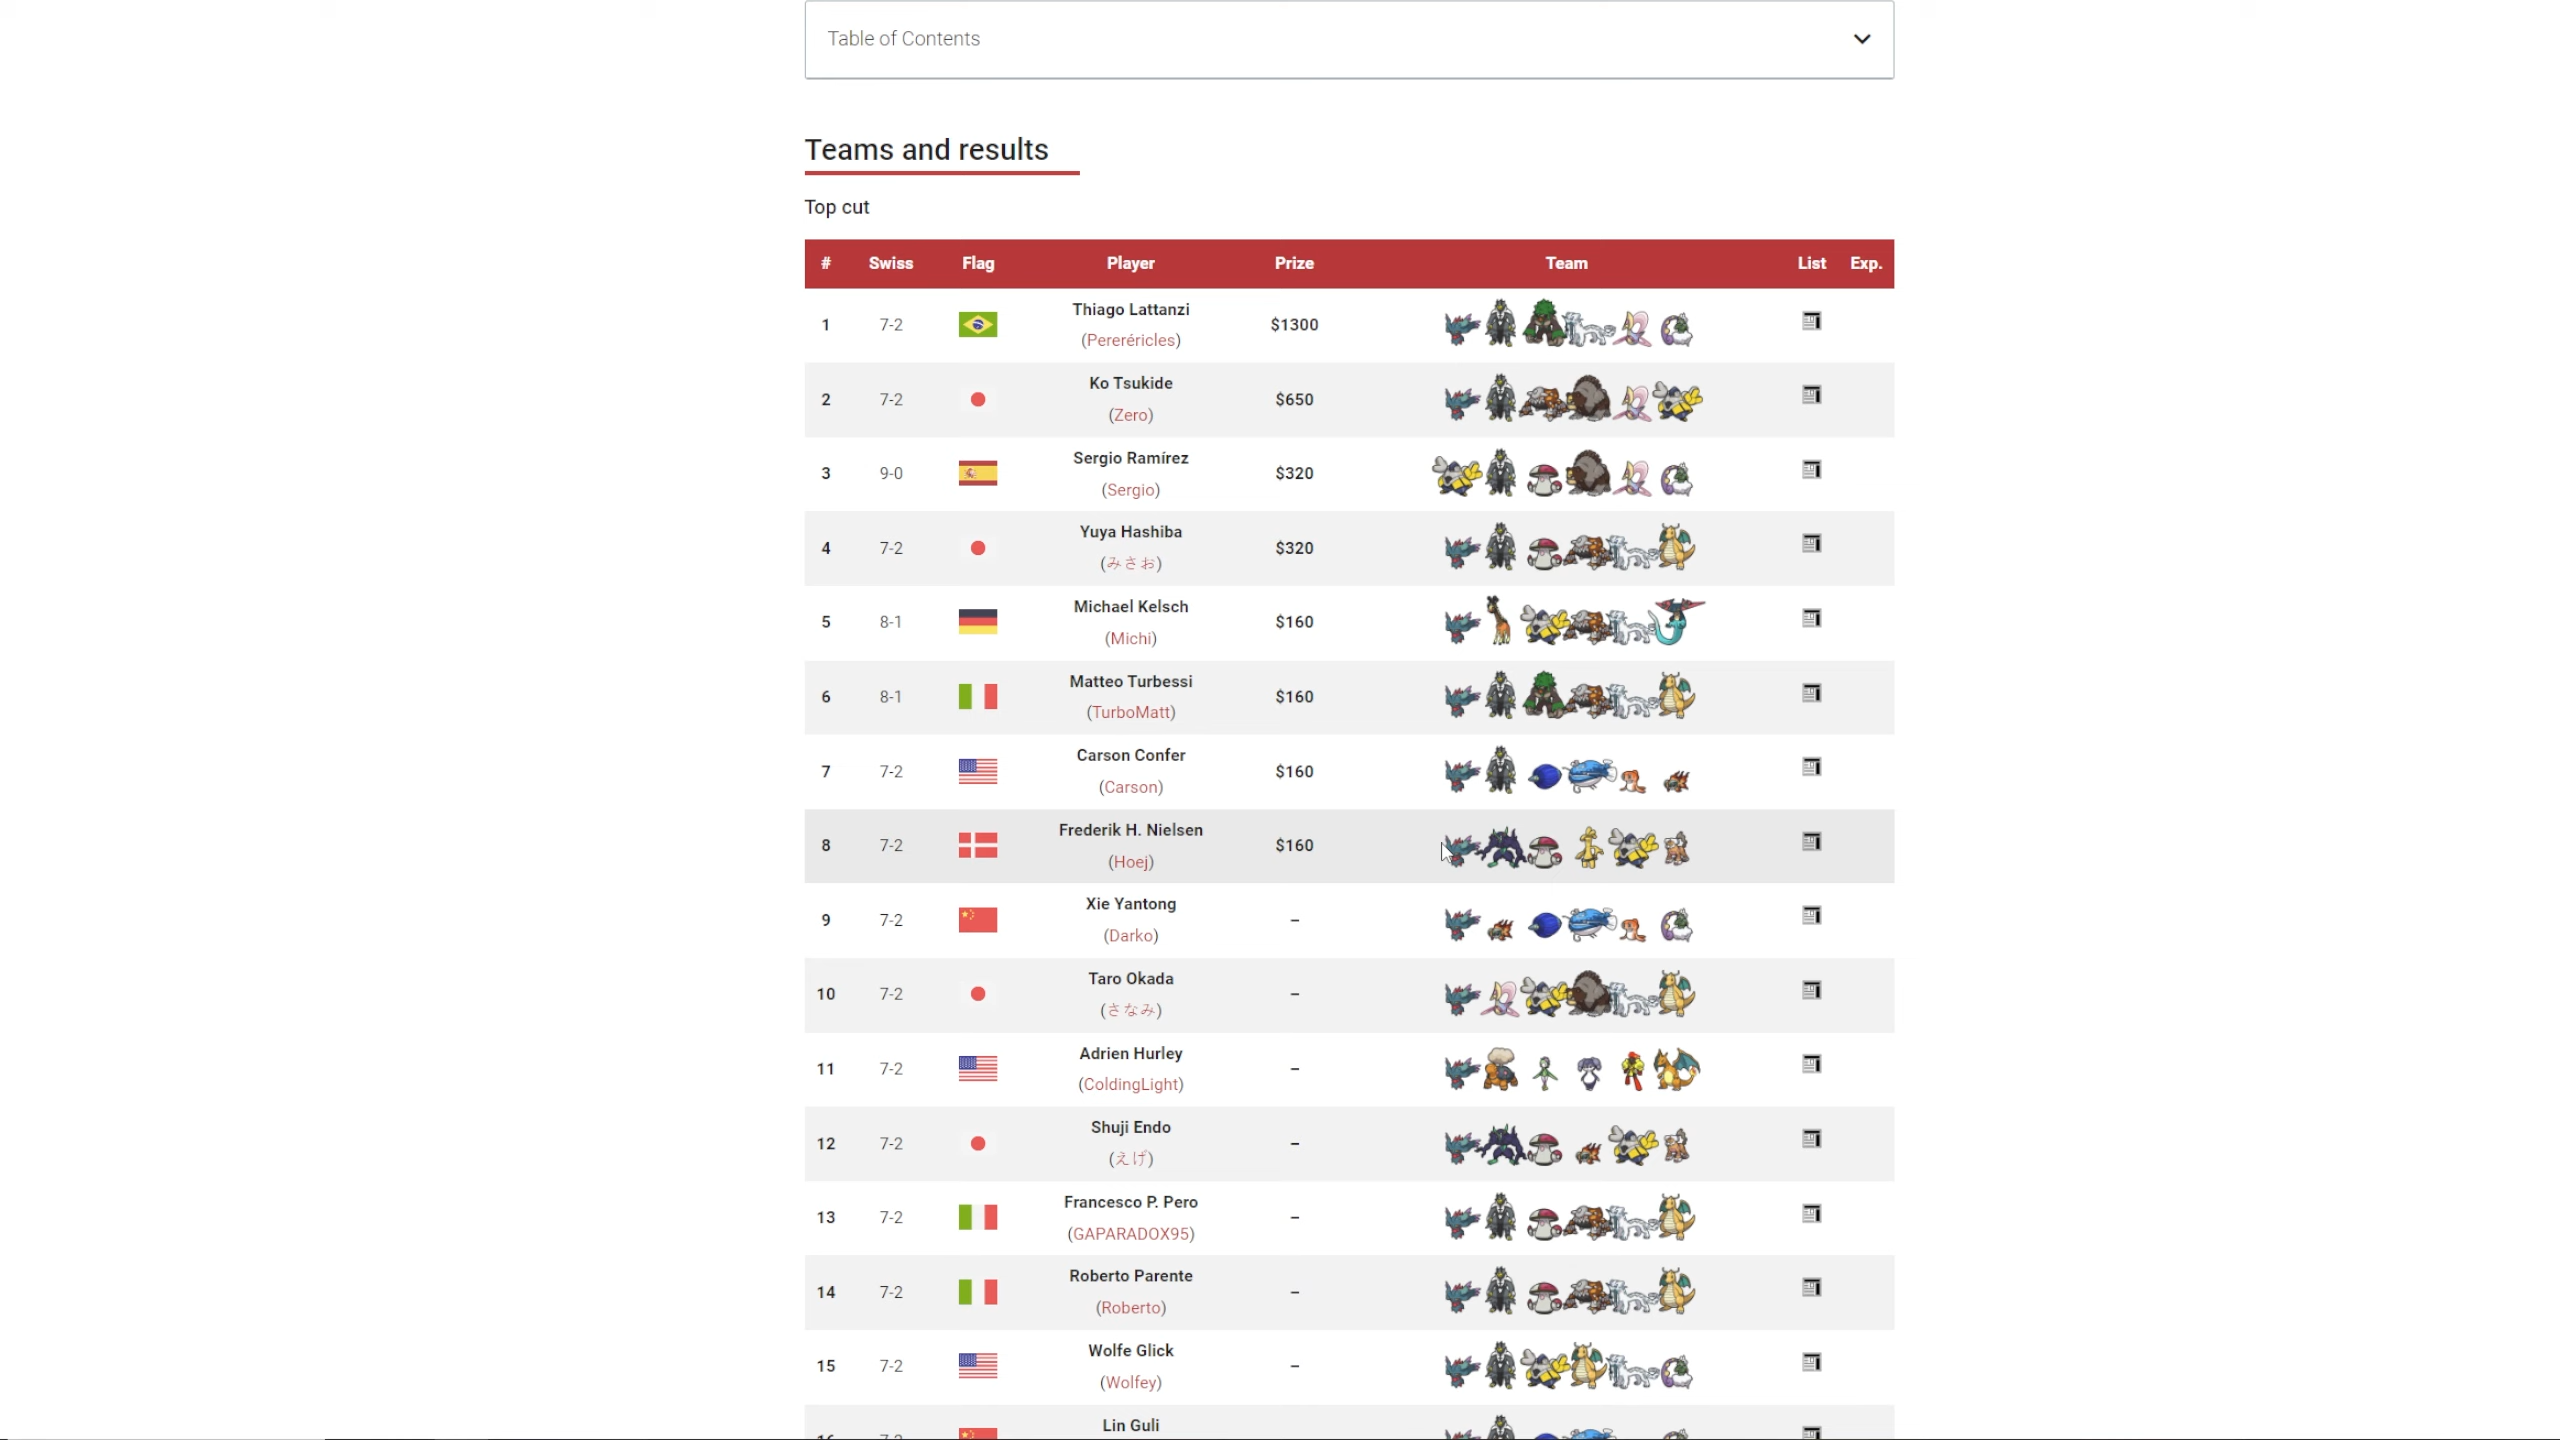 Table of Contents
Teams and results
Top cut
# Swiss Flag Player Prize Team List Exp.
1 7-2 Thiago Lattanzi $1300
(Pereréricles)
2 7-2 Ko Tsukide $650
(Zero)
3 9-0 Sergio Ramírez $320
(Sergio)
4 7-2 Yuya Hashiba $320
(みさお)
5 8-1 Michael Kelsch $160
(Michi)
6 8-1 Matteo Turbessi $160
(TurboMatt)
7 7-2 Carson Confer $160
(Carson)
8 7-2 Frederik H. Nielsen $160
(Hoej)
9 7-2 Xie Yantong –
(Darko)
10 7-2 Taro Okada –
(さなみ)
11 7-2 Adrien Hurley –
(ColdingLight)
12 7-2 Shuji Endo –
(えげ)
13 7-2 Francesco P. Pero –
(GAPARADOX95)
14 7-2 Roberto Parente –
(Roberto)
15 7-2 Wolfe Glick –
(Wolfey)
Lin Guli